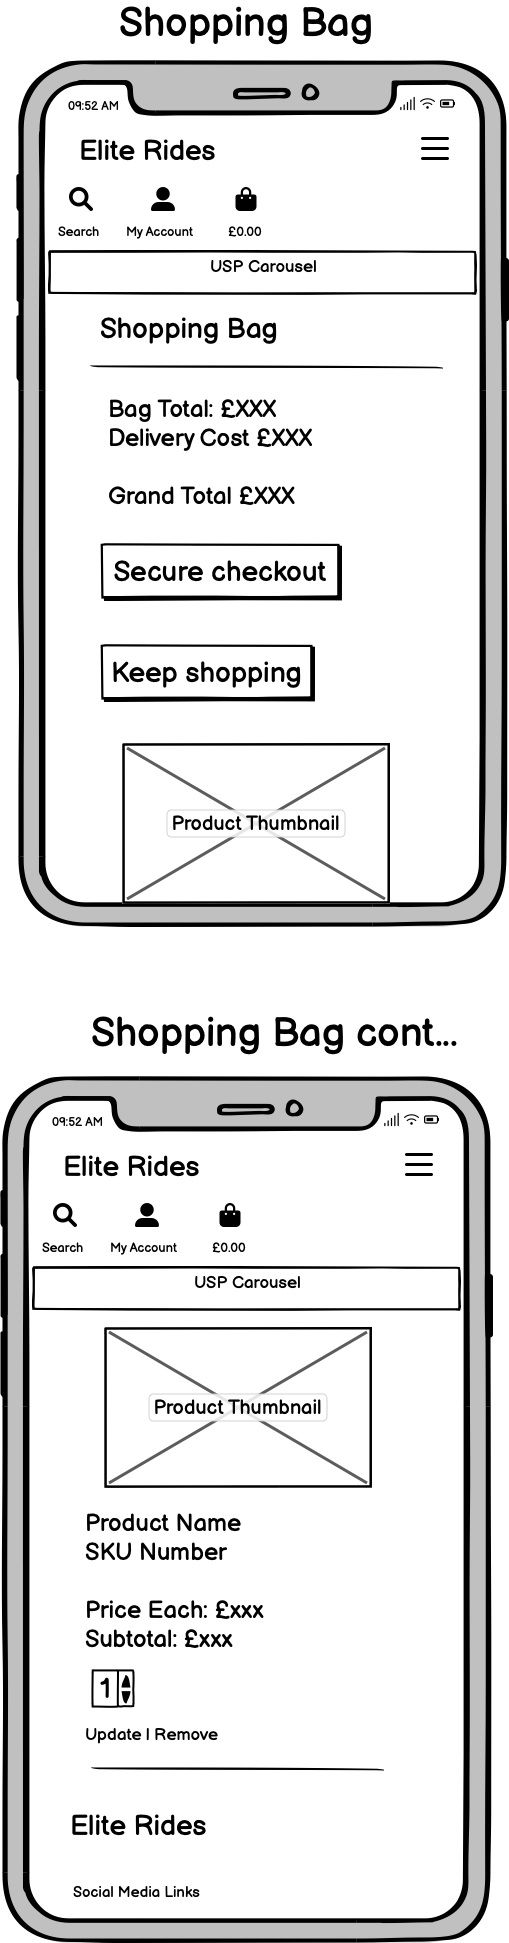 Shopping Bag
09:52 AM
Elite Rides
Search My Account £0.00
USP Carousel
Shopping Bag
Bag Total: £XXX
Delivery Cost £XXX
Grand Total £XXX
Secure checkout
Keep shopping
Product Thumbnail
Shopping Bag cont...
09:52 AM
Elite Rides
Search My Account £0.00
USP Carousel
Product Thumbnail
Product Name
SKU Number
Price Each: £xxx
Subtotal: £xxx
1
Update | Remove
Elite Rides
Social Media Links